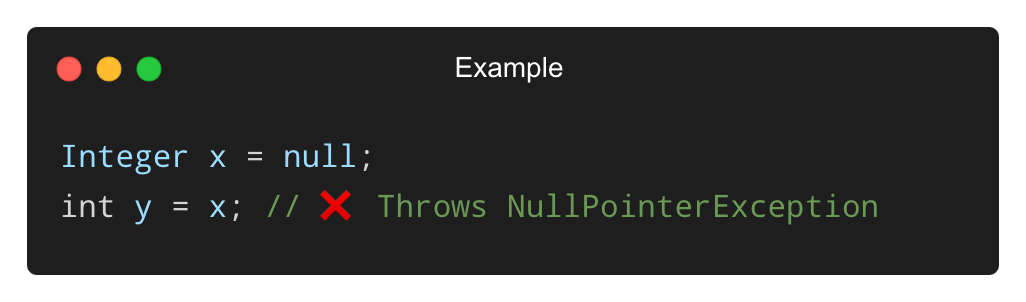 Example
Integer x = null;
int y = x; // ❌ Throws NullPointerException